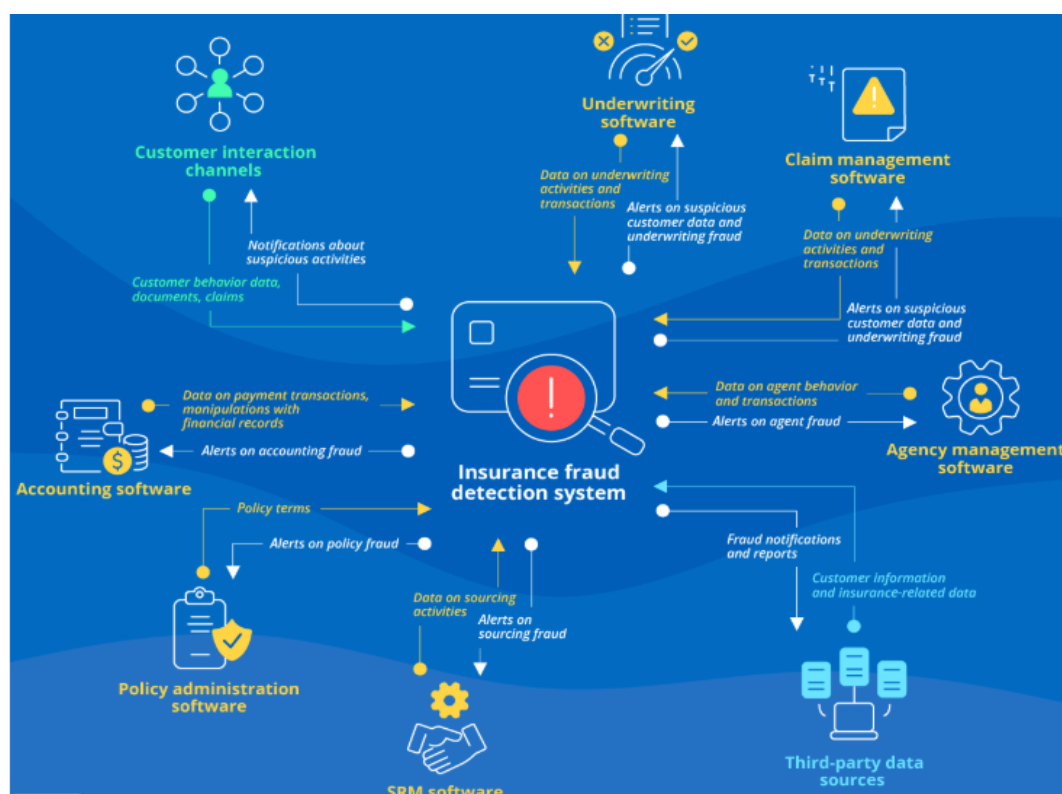 Underwriting
software
Customer interaction
channels
Claim management
software
Data on underwriting
activities and
transactions
Alerts on suspicious
customer data and
underwriting fraud
Data on underwriting
activities and
transactions
Notifications about
suspicious activities
Customer behavior data,
documents, claims
Alerts on suspicious
customer data and
underwriting fraud
Data on payment transactions,
manipulations with
financial records
Data on agent behavior
and transactions
$
Alerts on accounting fraud
Alerts on agent fraud
Accounting software
Insurance fraud
detection system
Agency management
software
Policy terms
Alerts on policy fraud
Fraud notifications
and reports
Customer information
and insurance-related data
Data on sourcing
activities
Alerts on
sourcing fraud
Policy administration
software
Third-party data
sources
SRM software